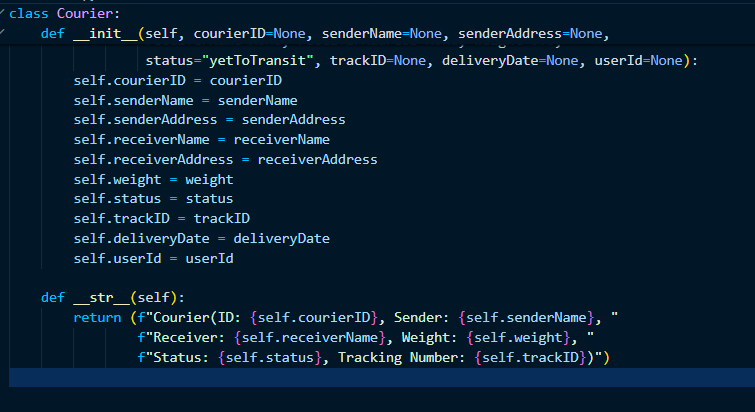 class Courier:
    def __init__(self, courierID=None, senderName=None, senderAddress=None,
                 status="yetToTransit", trackID=None, deliveryDate=None, userId=None):
        self.courierID = courierID
        self.senderName = senderName
        self.senderAddress = senderAddress
        self.receiverName = receiverName
        self.receiverAddress = receiverAddress
        self.weight = weight
        self.status = status
        self.trackID = trackID
        self.deliveryDate = deliveryDate
        self.userId = userId
    def __str__(self):
        return (f"Courier(ID: {self.courierID}, Sender: {self.senderName}, "
                f"Receiver: {self.receiverName}, Weight: {self.weight}, "
                f"Status: {self.status}, Tracking Number: {self.trackID})")